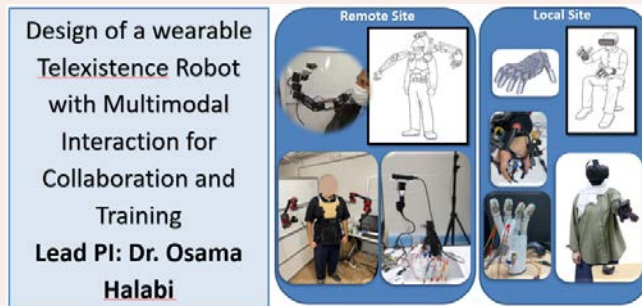 Design of a wearable
Telexistence Robot
with Multimodal
Interaction for
Collaboration and
Training
Lead PI: Dr. Osama
Halabi
Remote Site
Local Site